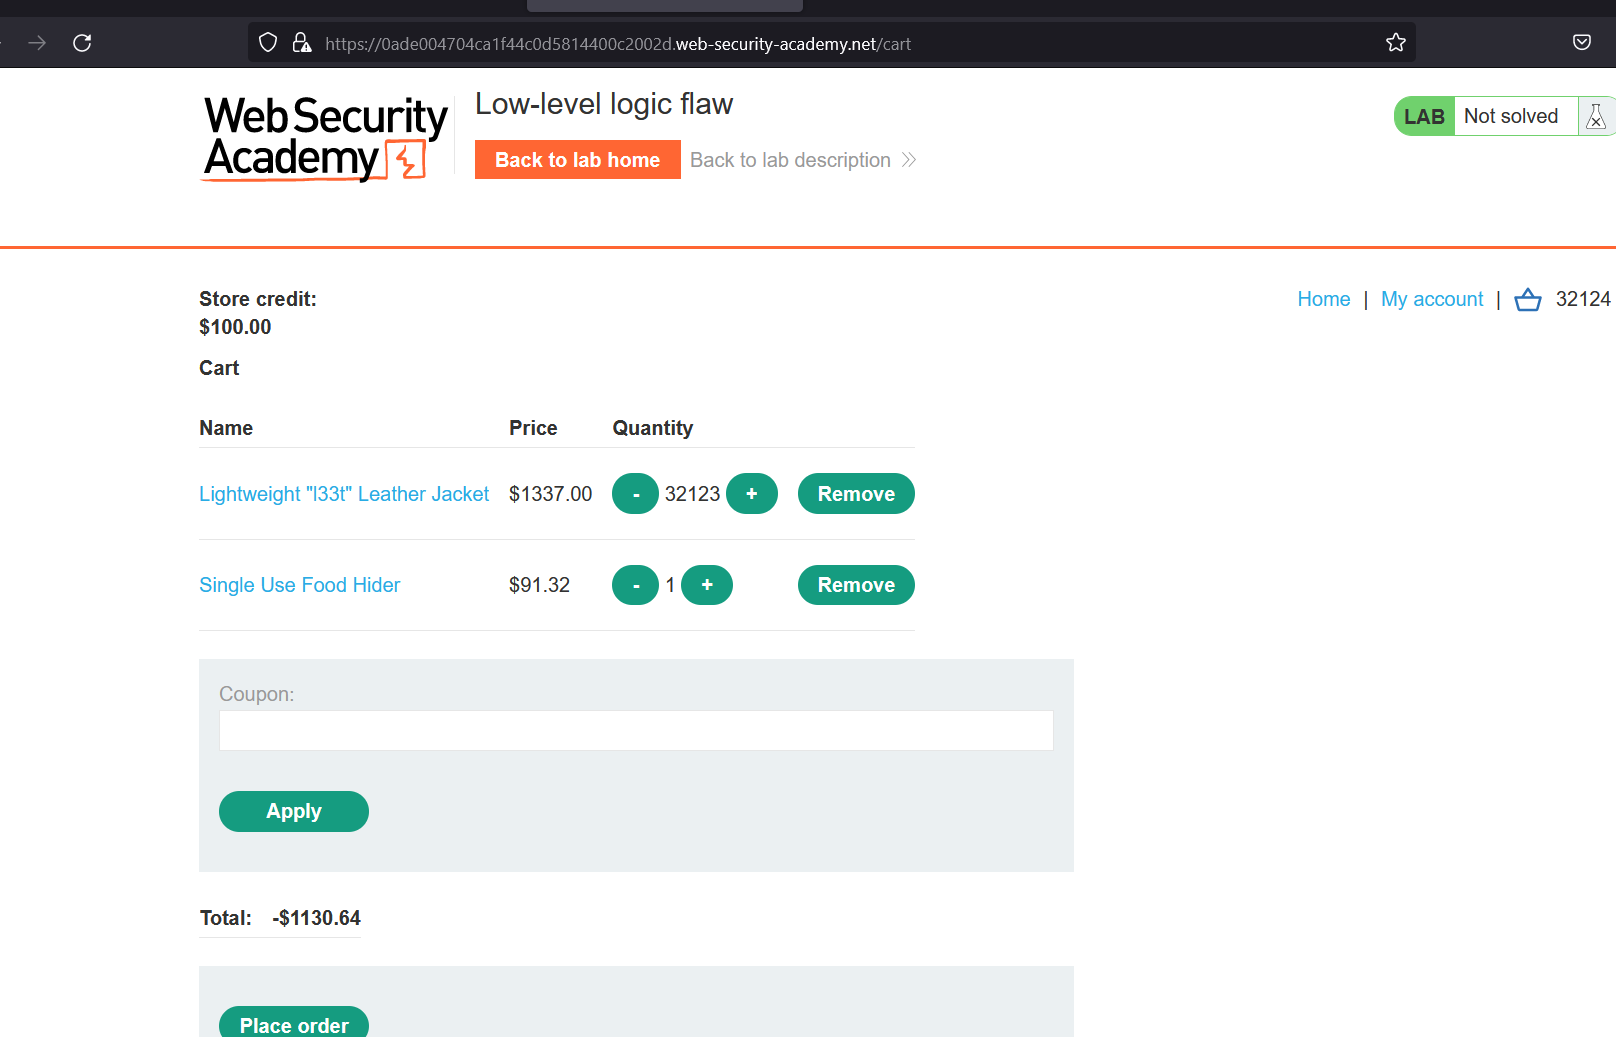 https://0ade004704ca1f44c0d5814400c2002d.web-security-academy.net/cart
Web Security
Academy
Low-level logic flaw
Back to lab home
Back to lab description
LAB
Not solved
Store credit:
$100.00
Home | My account | 32124
Cart
Name Price Quantity
Lightweight "l33t" Leather Jacket $1337.00 - 32123 + Remove
Single Use Food Hider $91.32 - 1 + Remove
Coupon:
Apply
Total: -$1130.64
Place order